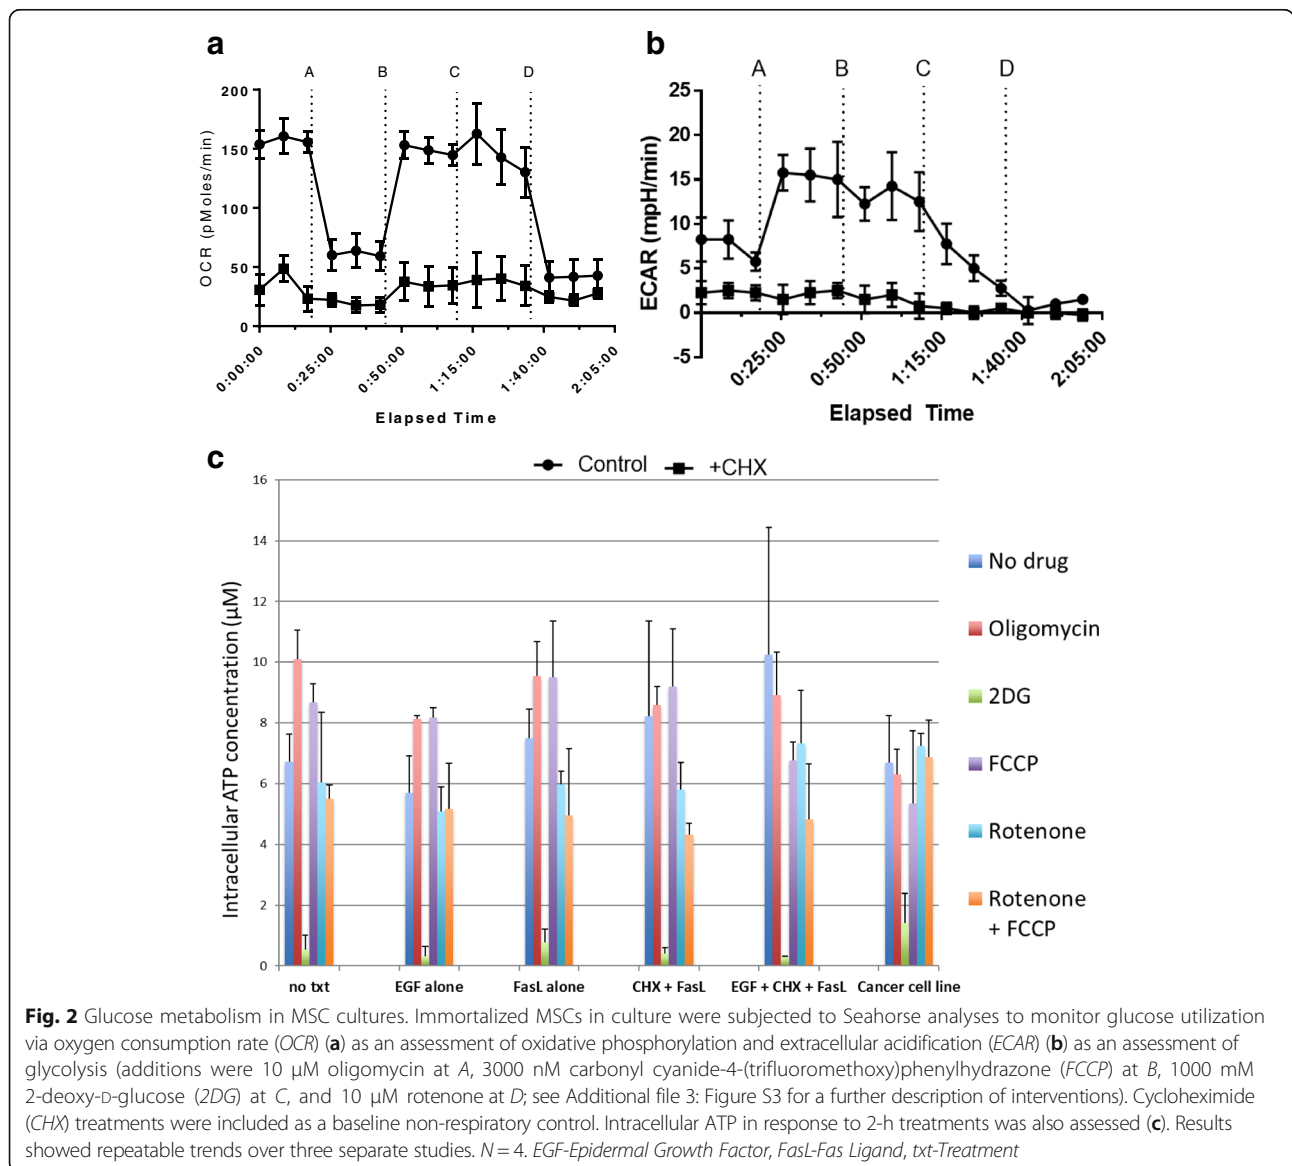 a
A B C D
200
150
100
50
0
OCR (pMoles/min)
0:00:00 0:25:00 0:50:00 1:15:00 1:40:00 2:05:00
Elapsed Time
b
A B C D
25
20
15
10
5
0
-5
ECAR (mpH/min)
0:25:00 0:50:00 1:15:00 1:40:00 2:05:00
Elapsed Time
c
Control +CHX
16
14
12
10
8
6
4
2
0
Intracellular ATP concentration (µM)
no txt EGF alone FasL alone CHX + FasL EGF + CHX + FasL Cancer cell line
No drug
Oligomycin
2DG
FCCP
Rotenone
Rotenone
+ FCCP
Fig. 2 Glucose metabolism in MSC cultures. Immortalized MSCs in culture were subjected to Seahorse analyses to monitor glucose utilization
via oxygen consumption rate (OCR) (a) as an assessment of oxidative phosphorylation and extracellular acidification (ECAR) (b) as an assessment of
glycolysis (additions were 10 µM oligomycin at A, 3000 nM carbonyl cyanide-4-(trifluoromethoxy)phenylhydrazone (FCCP) at B, 1000 mM
2-deoxy-D-glucose (2DG) at C, and 10 µM rotenone at D; see Additional file 3: Figure S3 for a further description of interventions). Cycloheximide
(CHX) treatments were included as a baseline non-respiratory control. Intracellular ATP in response to 2-h treatments was also assessed (c). Results
showed repeatable trends over three separate studies. N = 4. EGF-Epidermal Growth Factor, FasL-Fas Ligand, txt-Treatment